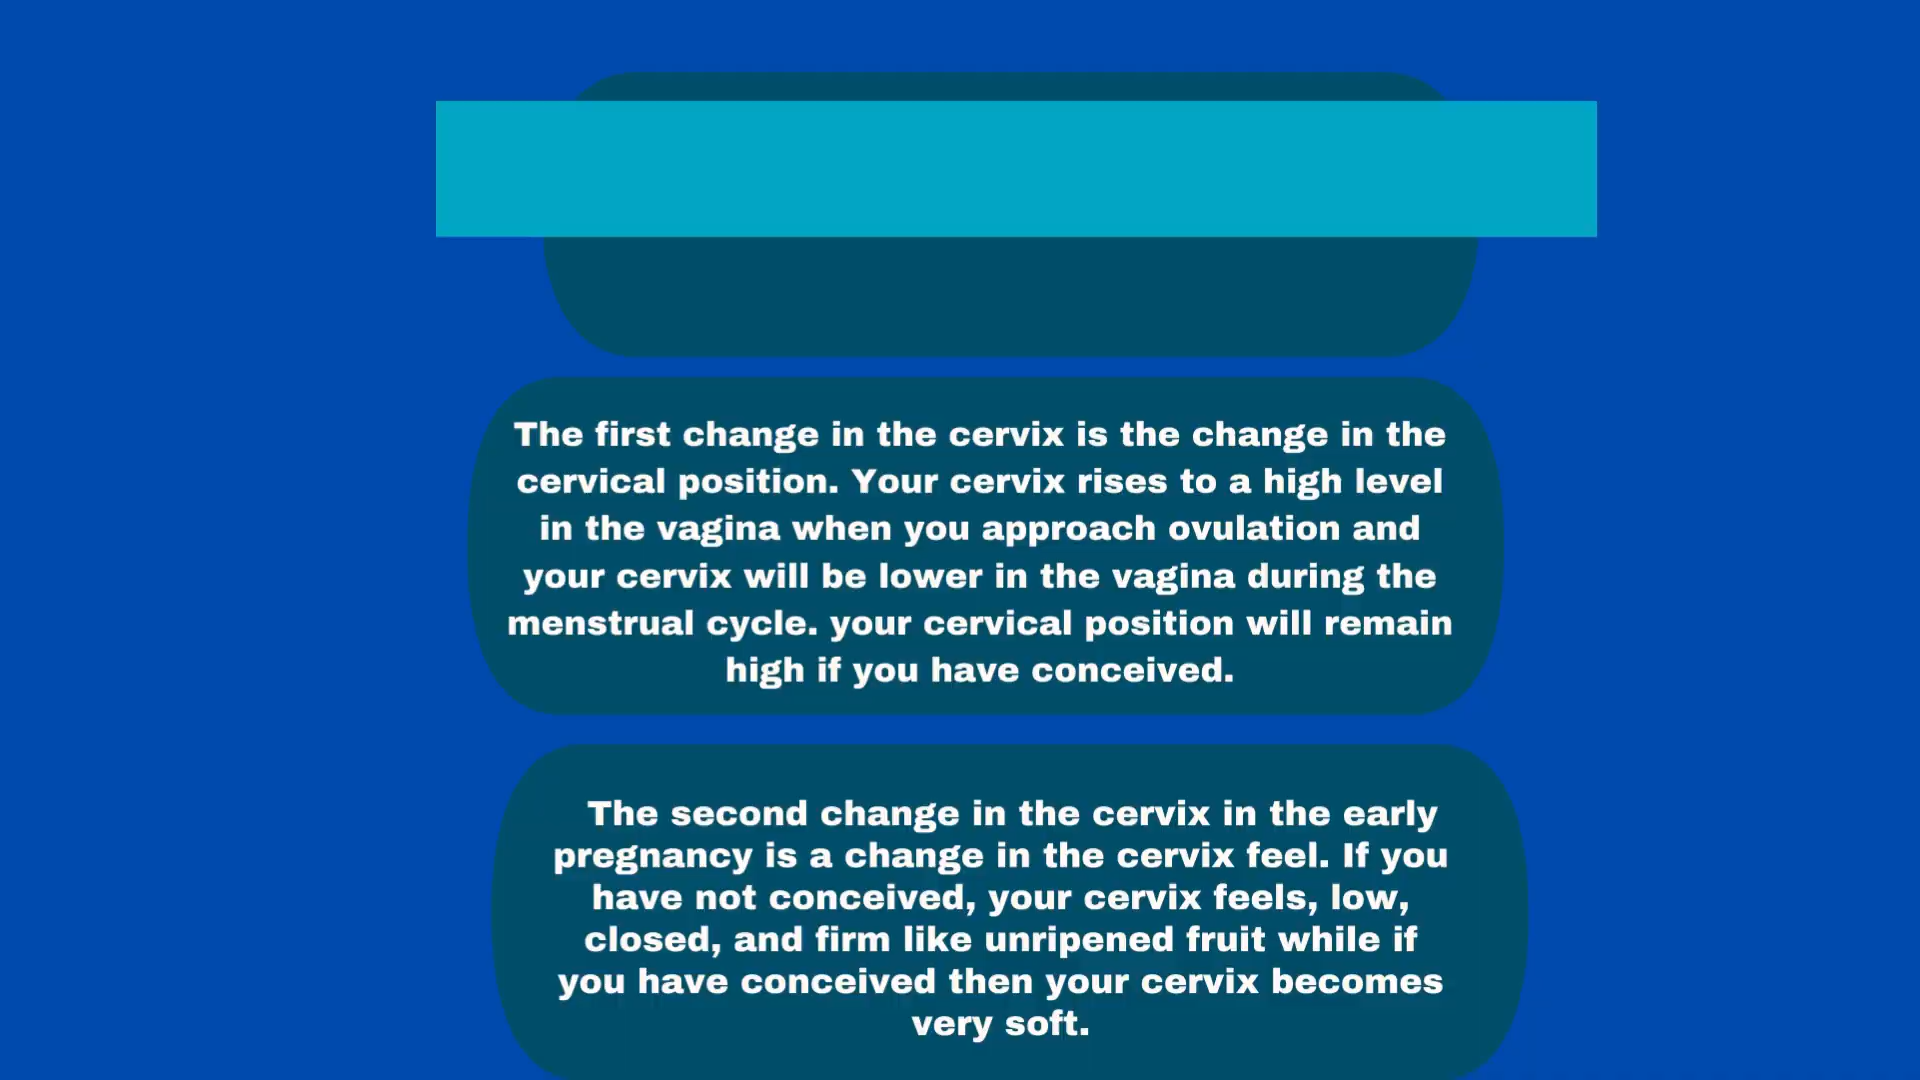 The first change in the cervix is the change in the
cervical position. Your cervix rises to a high level
in the vagina when you approach ovulation and
your cervix will be lower in the vagina during the
menstrual cycle. your cervical position will remain
high if you have conceived.
The second change in the cervix in the early
pregnancy is a change in the cervix feel. If you
have not conceived, your cervix feels, low,
closed, and firm like unripened fruit while if
you have conceived then your cervix becomes
very soft.